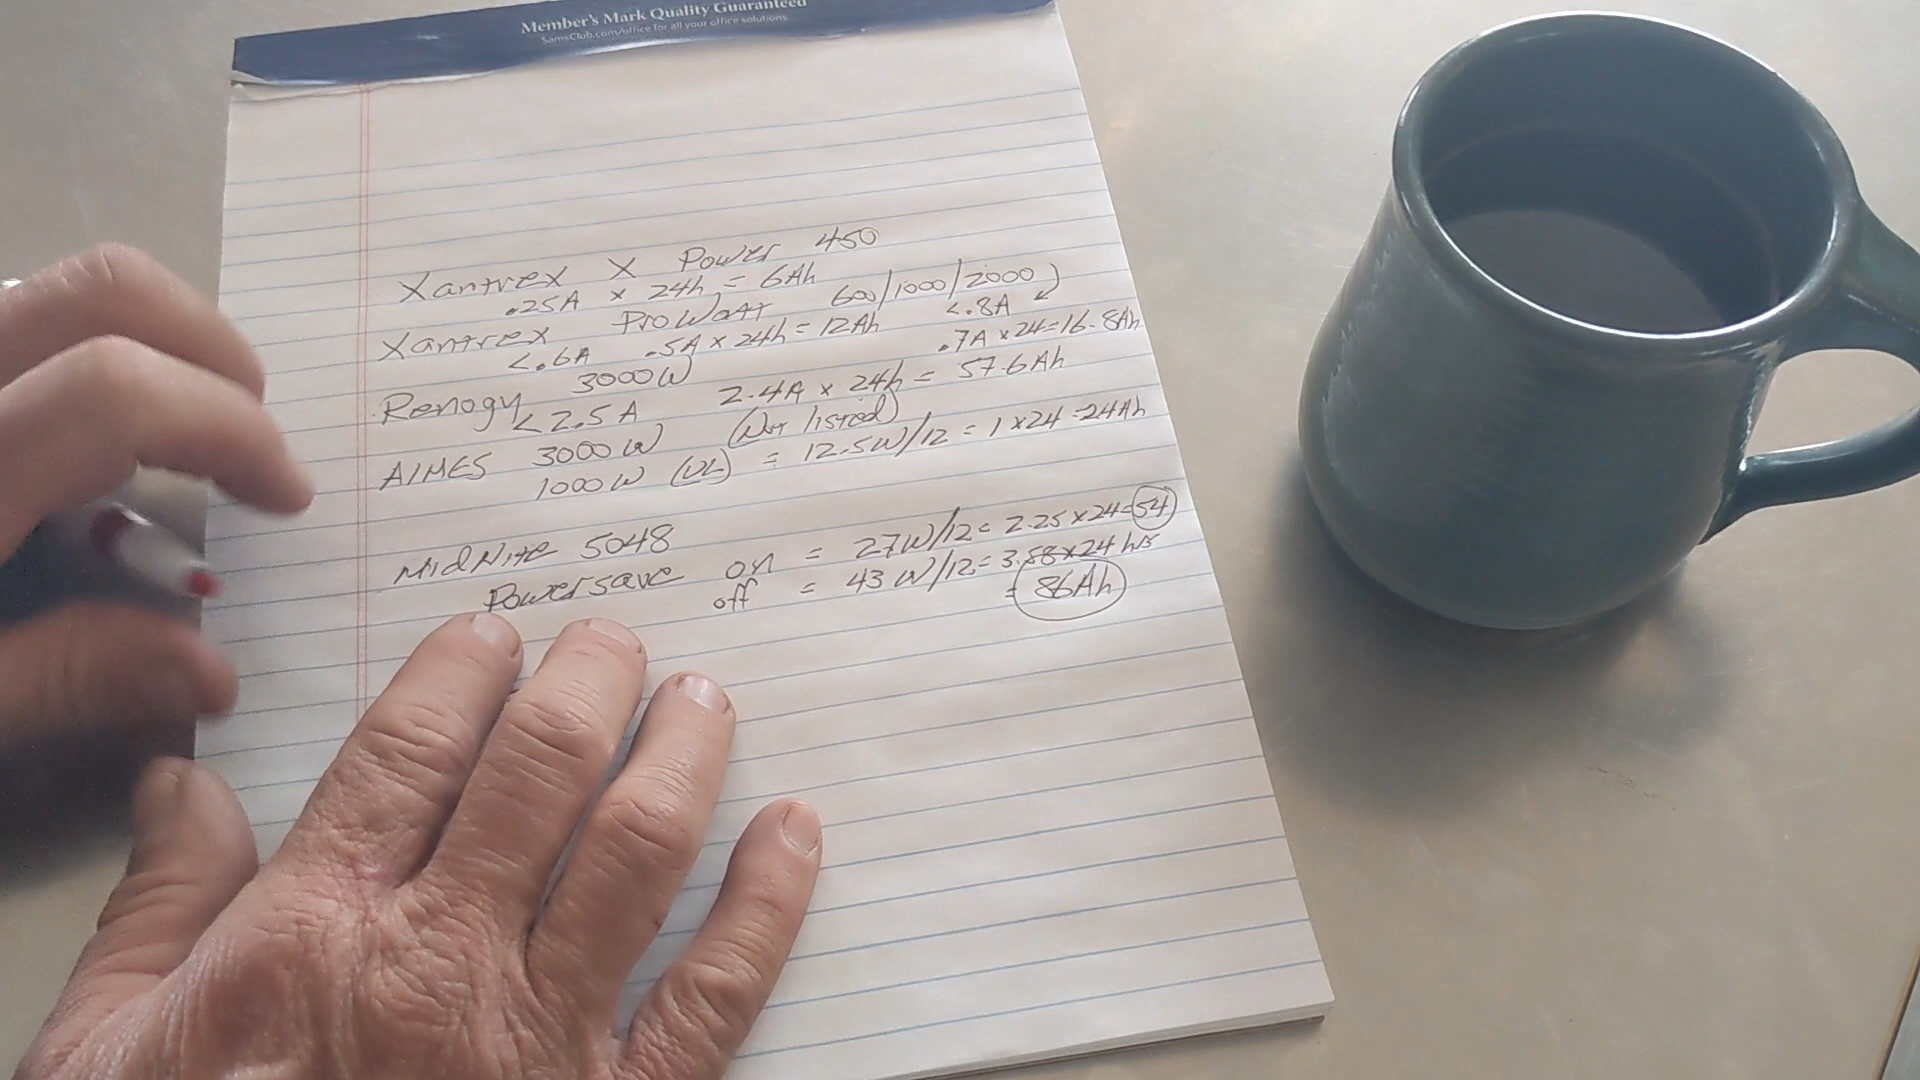 Member's Mark Quality Guaranteed
SamsClub.com/office for all your office solutions.
Xantrex X Power 450
.25A x 24h = 6Ah
Xantrex ProWatt 600/1000/2000
<.6A .5A x 24h = 12Ah <.8A
.7A x 24=16.8Ah
Renogy 3000W
<2.5A 2.4A x 24h = 57.6Ah
AIMES 3000W (Not listed)
1000W (UL) = 12.5W/12 = 1 x 24 = 24Ah
MidNite 5048
Powersave on = 27W/12= 2.25 x 24=54
off = 43W/12= 3.58x24 hrs
= 86Ah